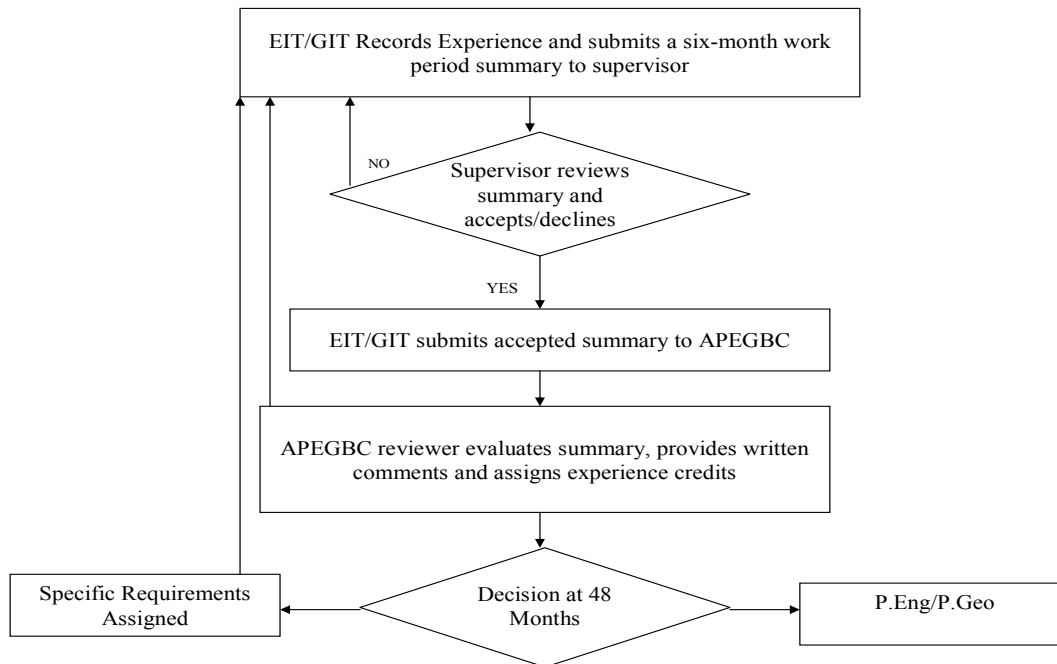 EIT/GIT Records Experience and submits a six-month work
period summary to supervisor
NO
Supervisor reviews
summary and
accepts/declines
YES
EIT/GIT submits accepted summary to APEGBC
APEGBC reviewer evaluates summary, provides written
comments and assigns experience credits
Specific Requirements
Assigned
Decision at 48
Months
P.Eng/P.Geo